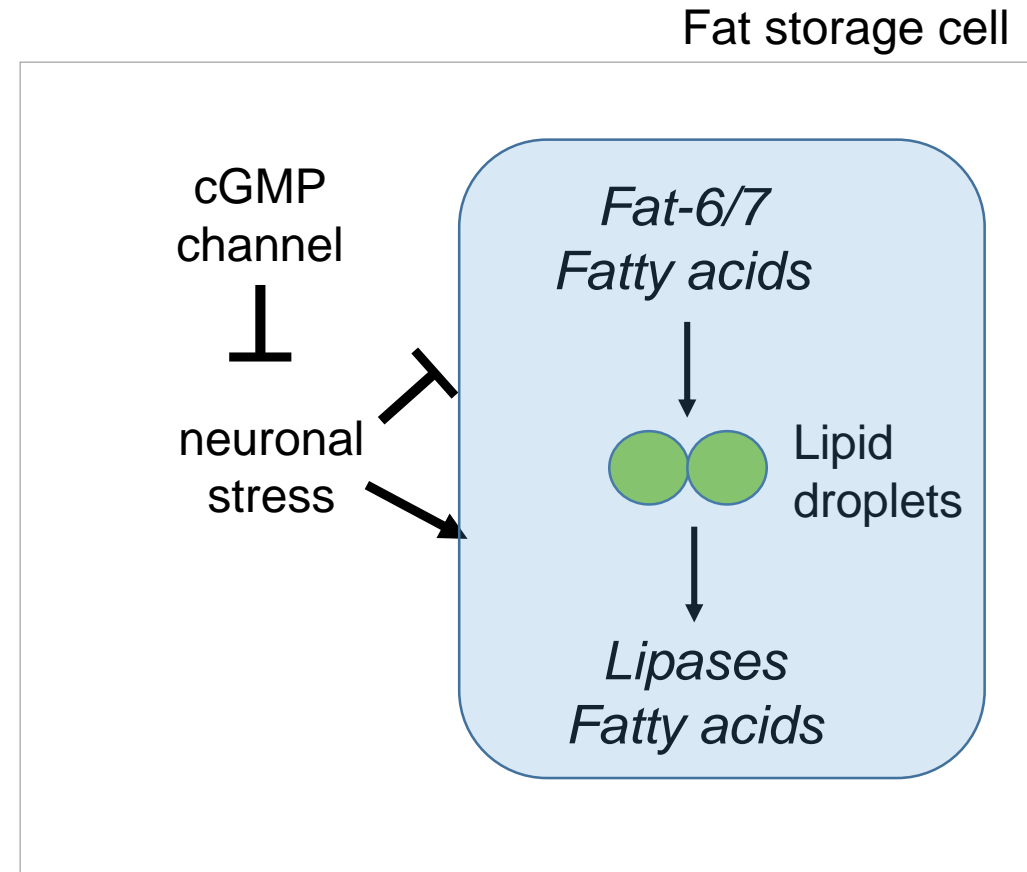 Fat storage cell
cGMP
channel
neuronal
stress
Fat-6/7
Fatty acids
Lipid
droplets
Lipases
Fatty acids